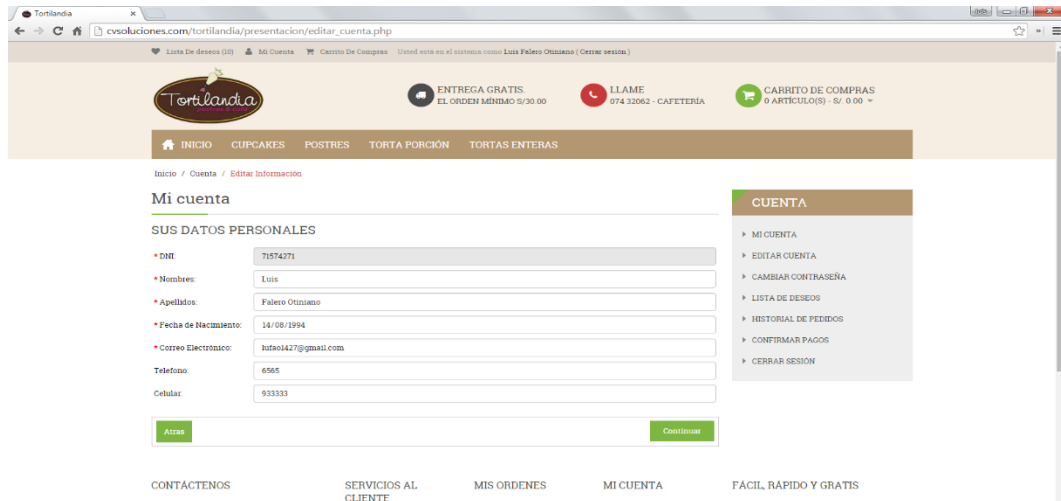 Tortilandia
cvsoluciones.com/tortilandia/presentacion/editar_cuenta.php
Lista De deseos (10) Mi Cuenta Carrito De Compras Usted está en el sistema como Luis Falero Otiniano ( Cerrar sesión )
Tortilandia
ENTREGA GRATIS.
EL ORDEN MÍNIMO S/30.00
LLAME
074 32062 - CAFETERÍA
CARRITO DE COMPRAS
0 ARTÍCULO(S) - S/. 0.00
INICIO CUPCAKES POSTRES TORTA PORCIÓN TORTAS ENTERAS
Inicio / Cuenta / Editar Información
Mi cuenta
SUS DATOS PERSONALES
* DNI: 71574271
* Nombres: Luis
* Apellidos: Falero Otiniano
* Fecha de Nacimiento: 14/08/1994
* Correo Electrónico: lufao1427@gmail.com
Telefono: 6565
Celular: 933333
Atras Continuar
CUENTA
MI CUENTA
EDITAR CUENTA
CAMBIAR CONTRASEÑA
LISTA DE DESEOS
HISTORIAL DE PEDIDOS
CONFIRMAR PAGOS
CERRAR SESIÓN
CONTÁCTENOS
SERVICIOS AL
CLIENTE
MIS ORDENES
MI CUENTA
FÁCIL, RÁPIDO Y GRATIS